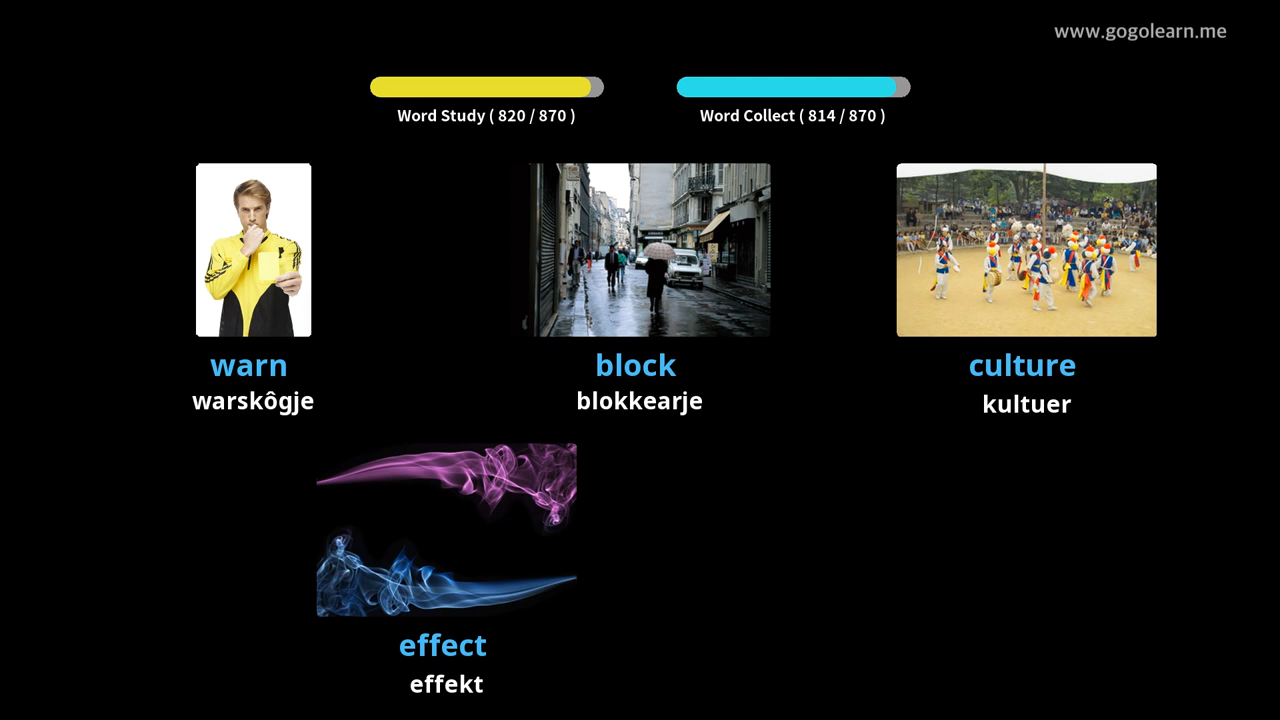 www.gogolearn.me
Word Study ( 820 / 870 )
Word Collect ( 814 / 870 )
warn
warskôgje
block
blokkearje
culture
kultuer
effect
effekt